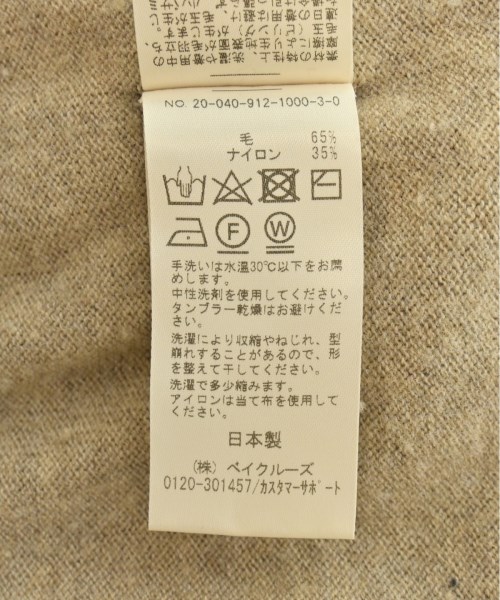 NO. 20-040-912-1000-3-0
毛 65%
ナイロン 35%
F
W
手洗いは水温30℃以下をお薦
めします。
中性洗剤を使用してください。
タンブラー乾燥はお避けくだ
さい。
洗濯により収縮やねじれ、型
崩れすることがあるので、形
を整えて干してください。
洗濯で多少縮みます。
アイロンは当て布を使用して
ください。
日本製
(株) ベイクルーズ
0120-301457/カスタマーサポート